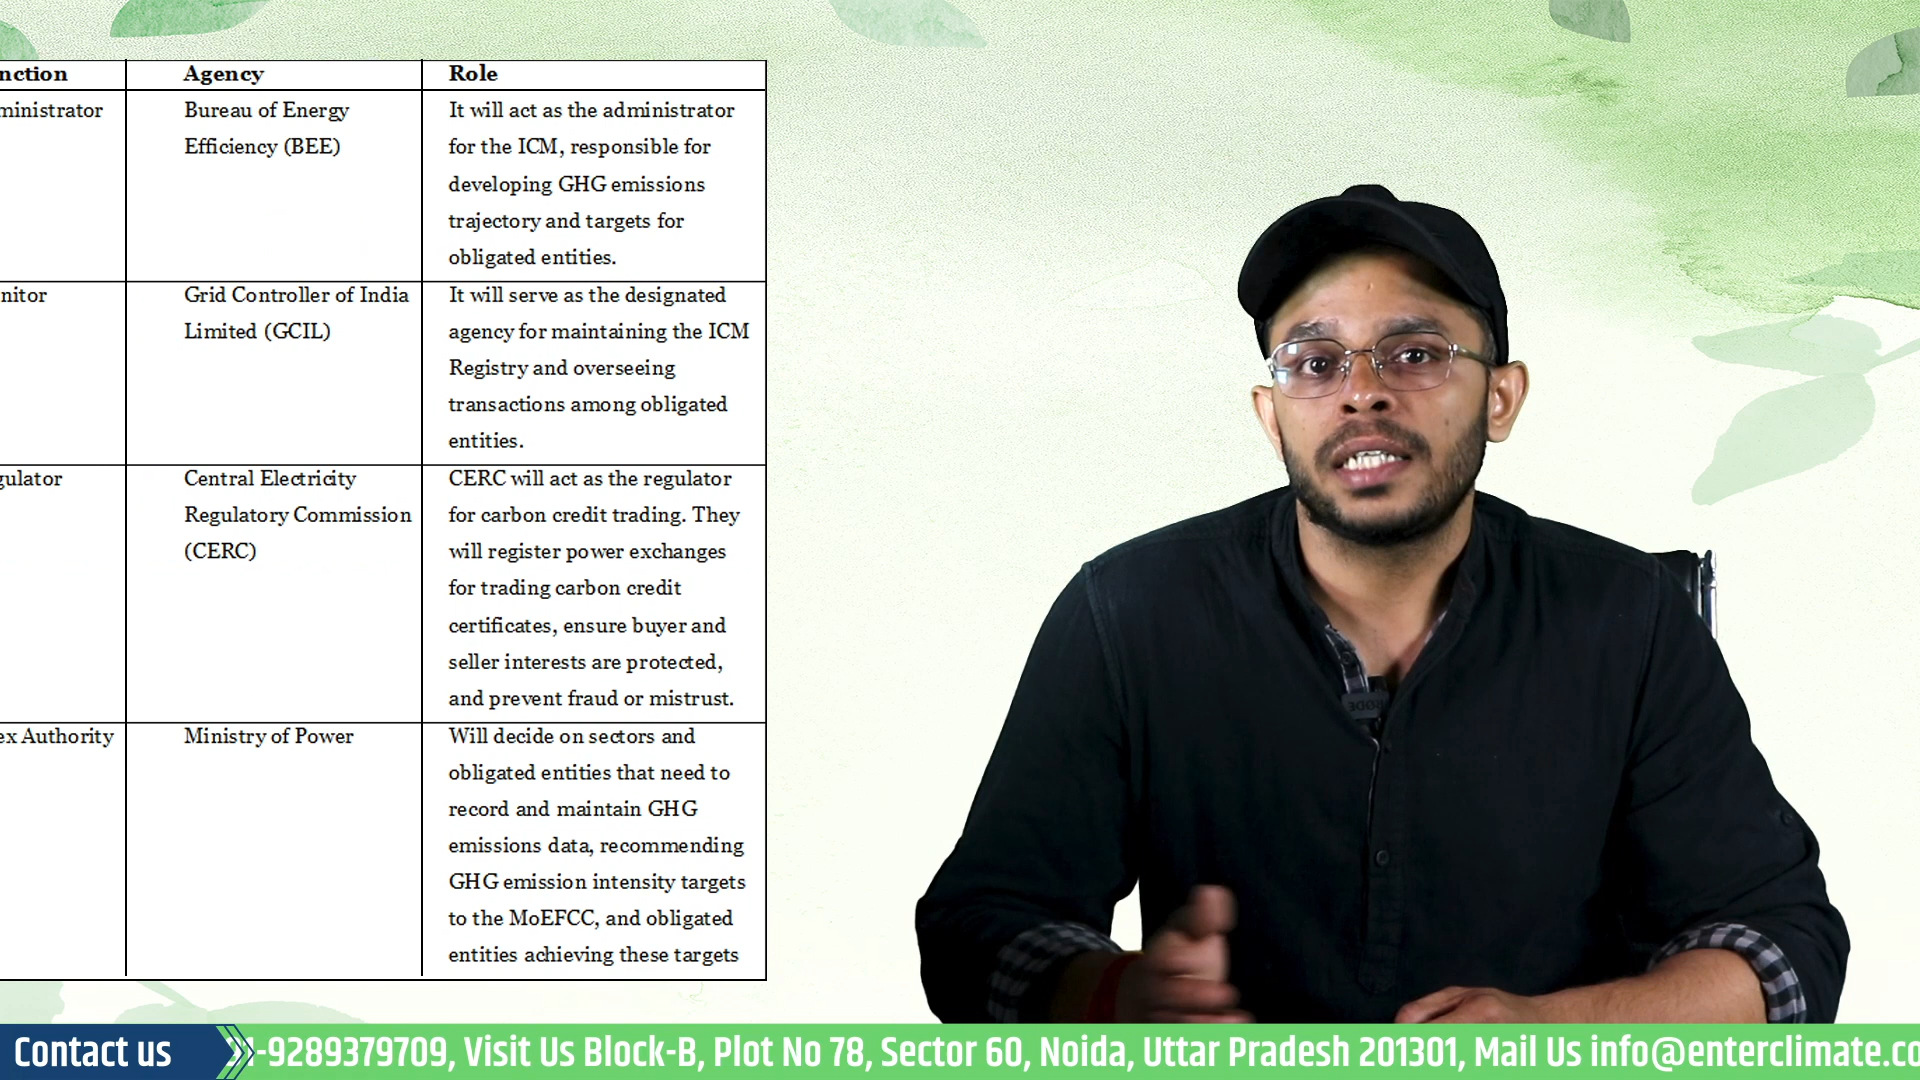 nction Agency Role
ministrator Bureau of Energy It will act as the administrator
Efficiency (BEE) for the ICM, responsible for
developing GHG emissions
trajectory and targets for
obligated entities.
nitor Grid Controller of India It will serve as the designated
Limited (GCIL) agency for maintaining the ICM
Registry and overseeing
transactions among obligated
entities.
gulator Central Electricity CERC will act as the regulator
Regulatory Commission for carbon credit trading. They
(CERC) will register power exchanges
for trading carbon credit
certificates, ensure buyer and
seller interests are protected,
and prevent fraud or mistrust.
ex Authority Ministry of Power Will decide on sectors and
obligated entities that need to
record and maintain GHG
emissions data, recommending
GHG emission intensity targets
to the MoEFCC, and obligated
entities achieving these targets
Contact us -9289379709, Visit Us Block-B, Plot No 78, Sector 60, Noida, Uttar Pradesh 201301, Mail Us info@enterclimate.co